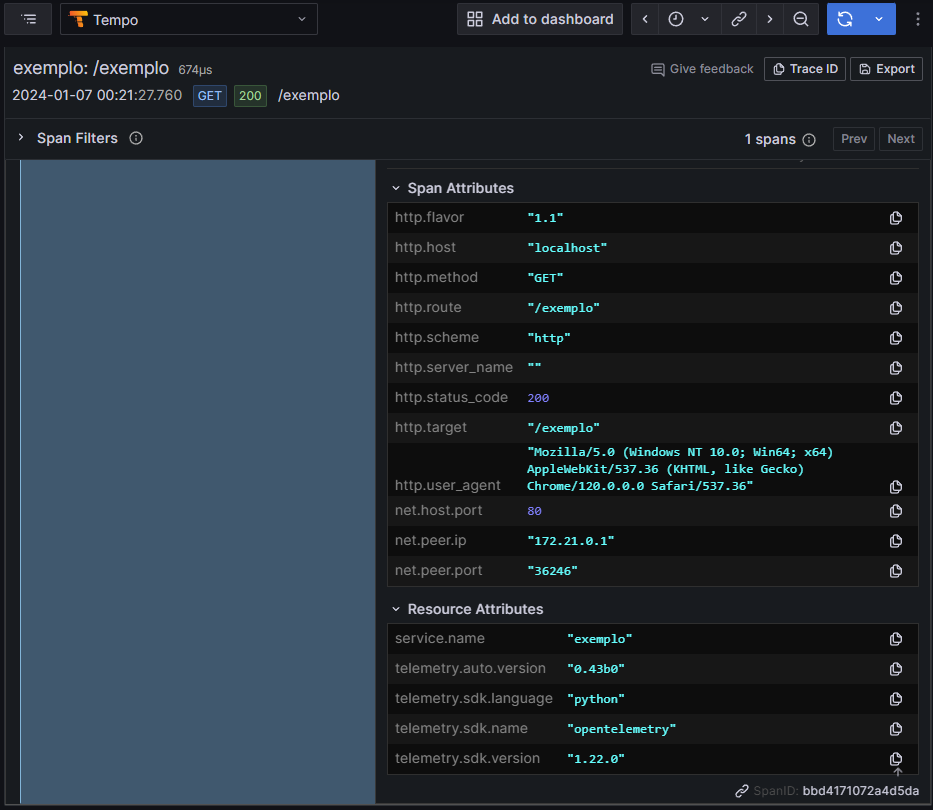 Tempo
Add to dashboard
exemplo: /exemplo 674μs
Give feedback
Trace ID
Export
2024-01-07 00:21:27.760 GET 200 /exemplo
Span Filters
1 spans
Prev
Next
Span Attributes
http.flavor "1.1"
http.host "localhost"
http.method "GET"
http.route "/exemplo"
http.scheme "http"
http.server_name ""
http.status_code 200
http.target "/exemplo"
http.user_agent "Mozilla/5.0 (Windows NT 10.0; Win64; x64)
AppleWebKit/537.36 (KHTML, like Gecko)
Chrome/120.0.0.0 Safari/537.36"
net.host.port 80
net.peer.ip "172.21.0.1"
net.peer.port "36246"
Resource Attributes
service.name "exemplo"
telemetry.auto.version "0.43b0"
telemetry.sdk.language "python"
telemetry.sdk.name "opentelemetry"
telemetry.sdk.version "1.22.0"
SpanID: bbd4171072a4d5da